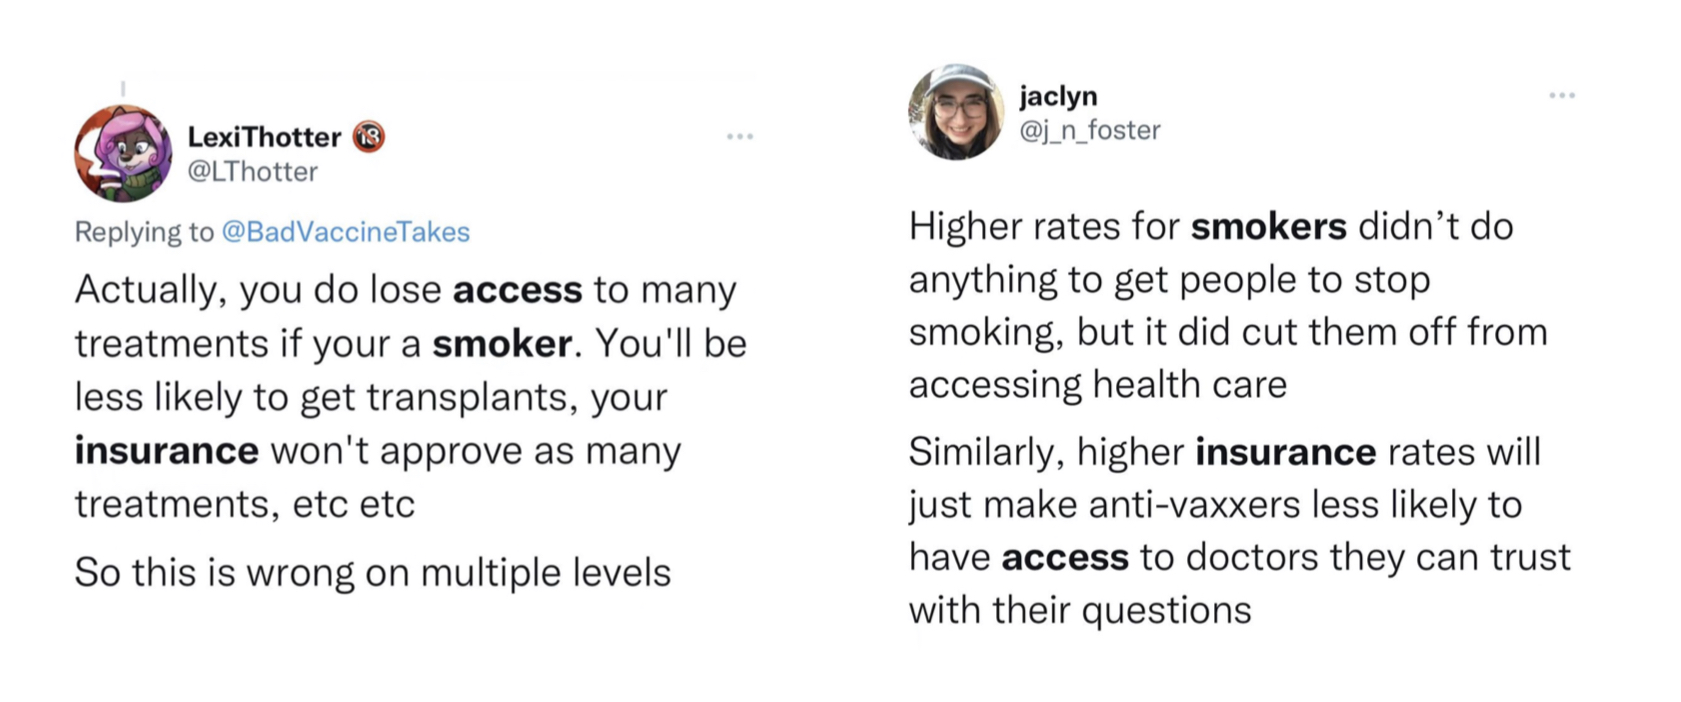 LexiThotter 🔞
@LThotter
Replying to @BadVaccineTakes
Actually, you do lose access to many
treatments if your a smoker. You'll be
less likely to get transplants, your
insurance won't approve as many
treatments, etc etc
So this is wrong on multiple levels
jaclyn
@j_n_foster
Higher rates for smokers didn’t do
anything to get people to stop
smoking, but it did cut them off from
accessing health care
Similarly, higher insurance rates will
just make anti-vaxxers less likely to
have access to doctors they can trust
with their questions